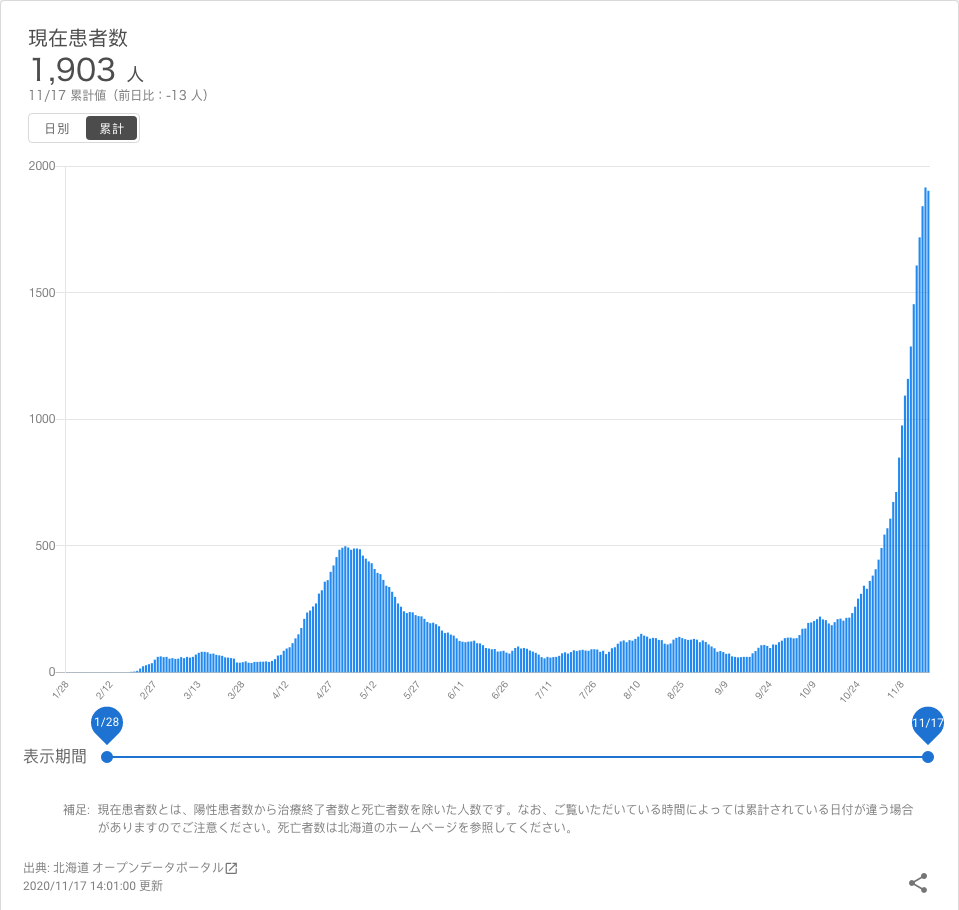 現在患者数
1,903 人
11/17 累計値（前日比：-13 人）
日別 累計
2000
1500
1000
500
0
1/28 2/12 2/27 3/13 3/28 4/12 4/27 5/12 5/27 6/11 6/26 7/11 7/26 8/10 8/25 9/9 9/24 10/9 10/24 11/8
1/28 11/17
表示期間
補足: 現在患者数とは、陽性患者数から治療終了者数と死亡者数を除いた人数です。なお、ご覧いただいている時間によっては累計されている日付が違う場合
がありますのでご注意ください。死亡者数は北海道のホームページを参照してください。
出典: 北海道 オープンデータポータル
2020/11/17 14:01:00 更新